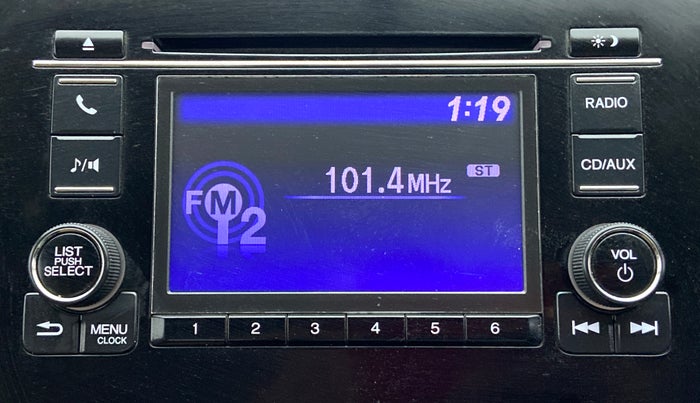 1:19
RADIO
101.4MHz
ST
CD/AUX
FM
2
LIST
PUSH
SELECT
VOL
MENU
CLOCK
1 2 3 4 5 6